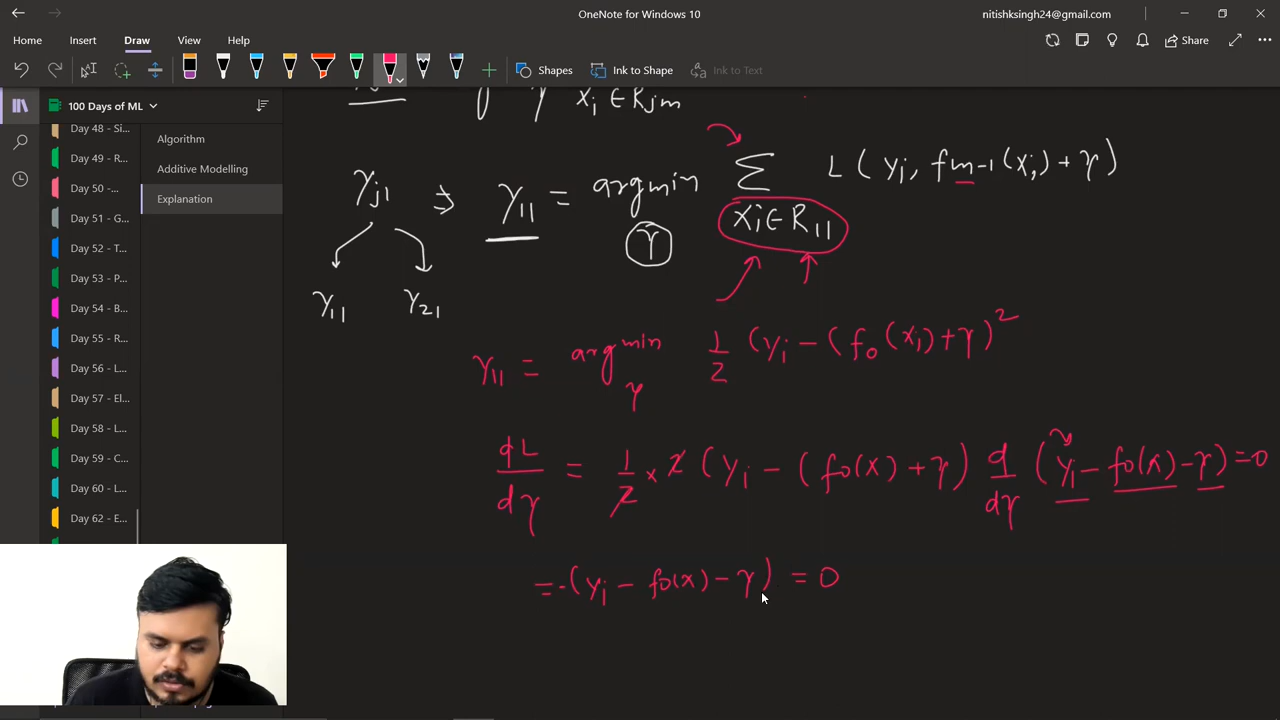 OneNote for Windows 10
nitishksingh24@gmail.com
Home Insert Draw View Help
Share
Shapes Ink to Shape Ink to Text
100 Days of ML
Day 48 - Si...
Day 49 - R...
Day 50 -...
Day 51 - G...
Day 52 - T...
Day 53 - P...
Day 54 - B...
Day 55 - R...
Day 56 - L...
Day 57 - El...
Day 58 - L...
Day 59 - C...
Day 60 - L...
Day 62 - E...
Algorithm
Additive Modelling
Explanation
γ xi ∈ Rjm
γj1 ⇒ γ11 = argmin γ Σ xi ∈ R11 L(yi, fm-1(xi) + γ)
γ11 γ21
γ11 = argmin γ 1/2 (yi - (f0(xi) + γ)²
dL/dγ = 1/2 × 2 (yi - (f0(x) + γ) d/dγ (yi - f0(x) - γ) = 0
= -(yi - f0(x) - γ) = 0